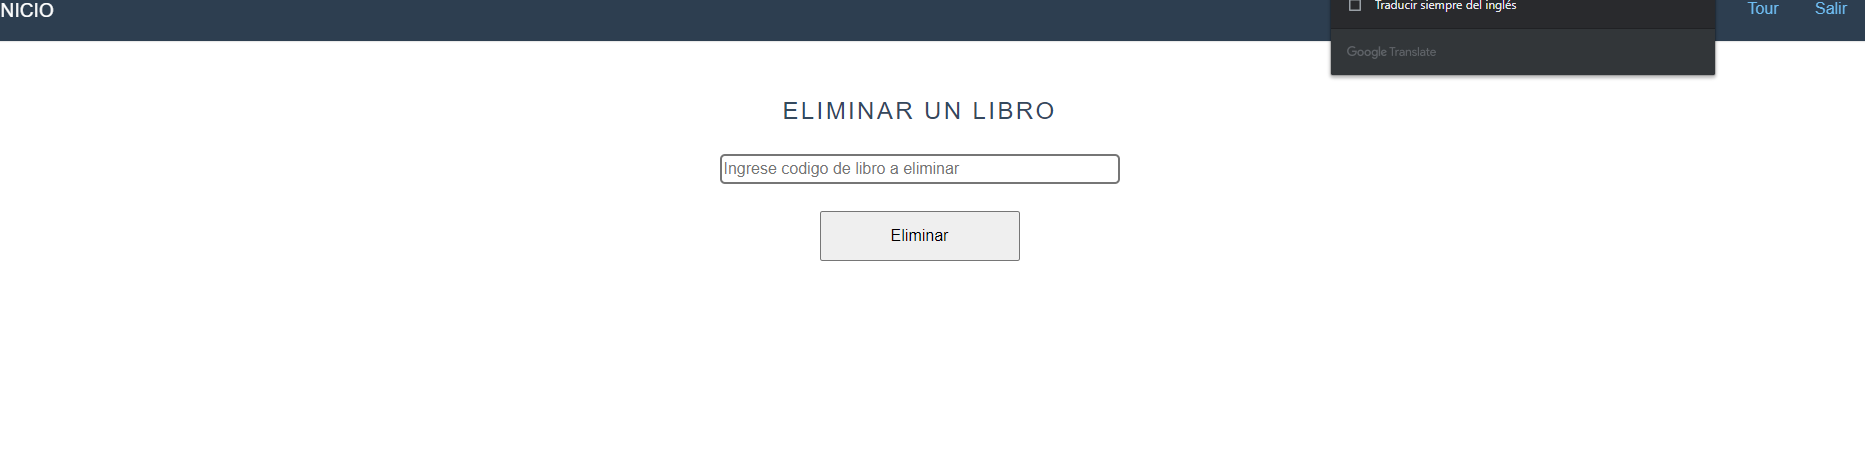 NICIO
Traducir siempre del inglés
Tour
Salir
Google Translate
ELIMINAR UN LIBRO
Ingrese codigo de libro a eliminar
Eliminar